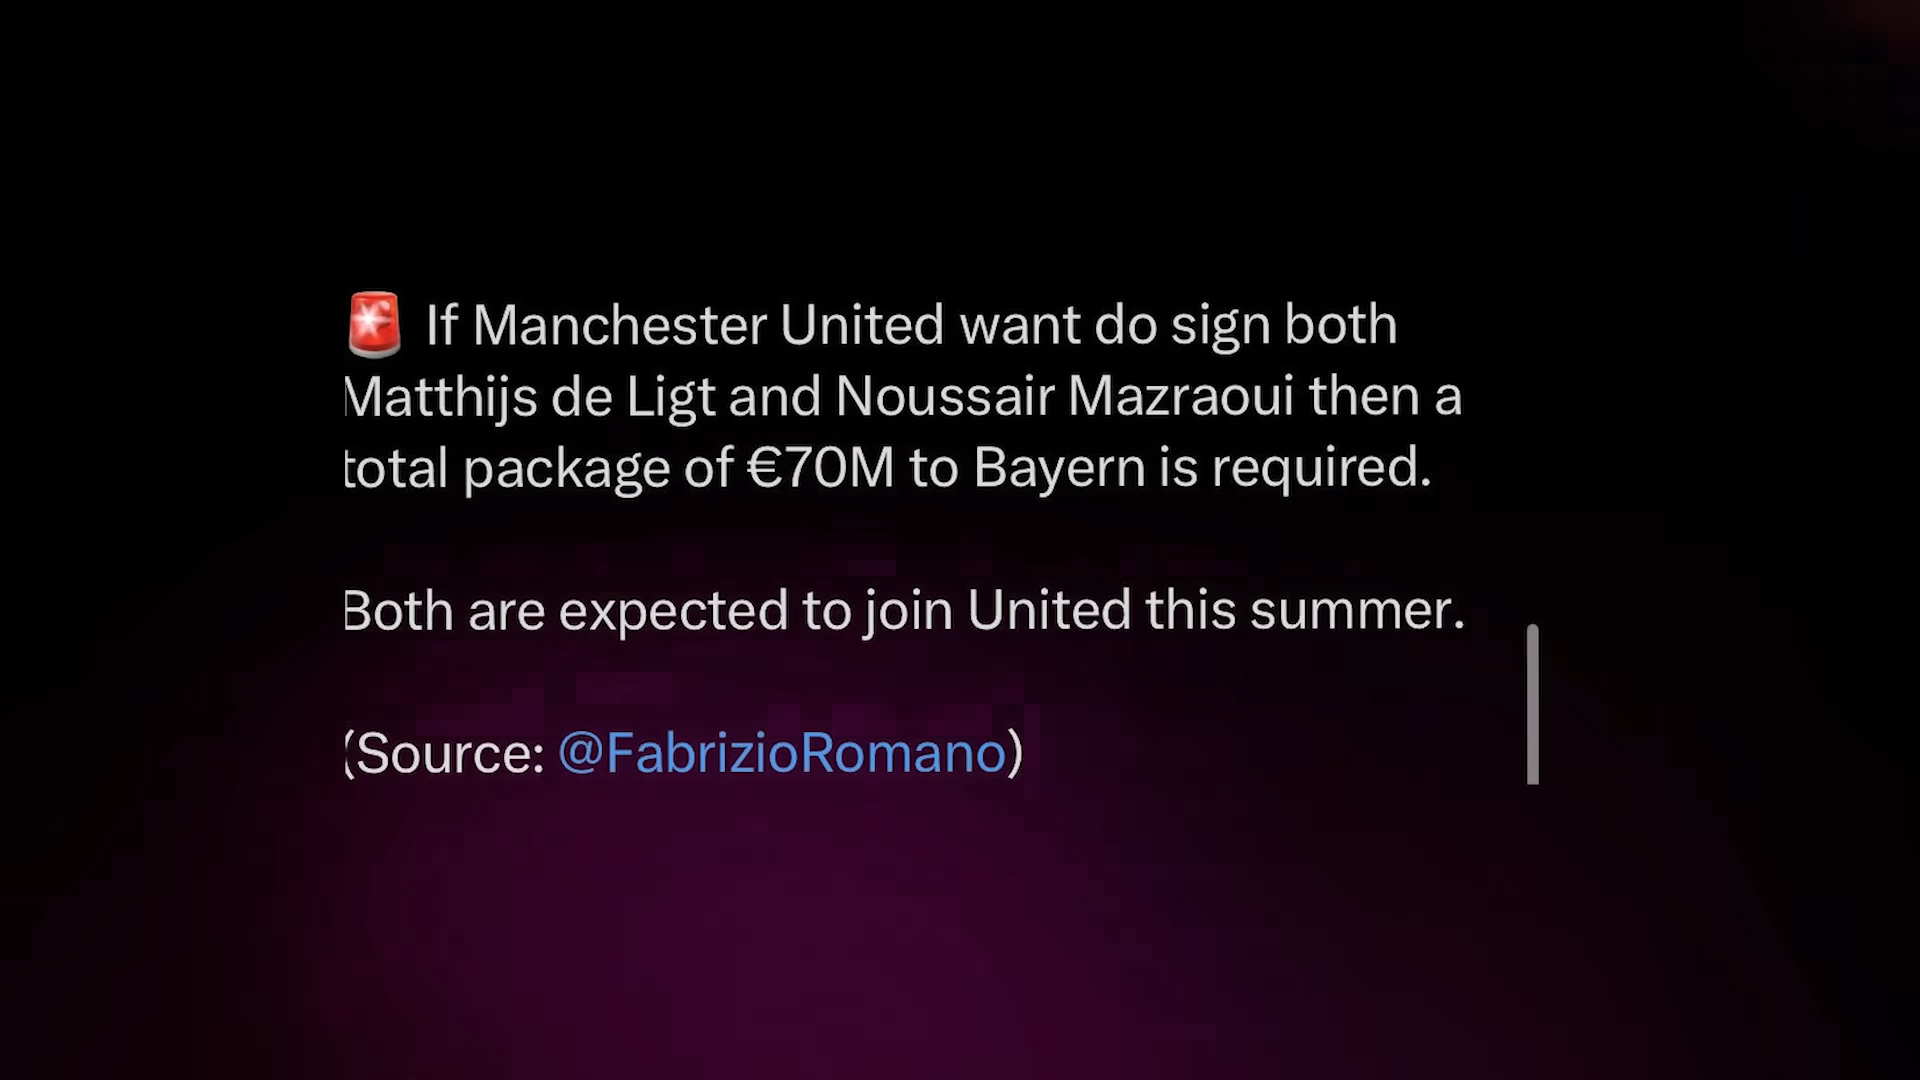 🚨 If Manchester United want do sign both
Matthijs de Ligt and Noussair Mazraoui then a
total package of €70M to Bayern is required.
Both are expected to join United this summer.
(Source: @FabrizioRomano)